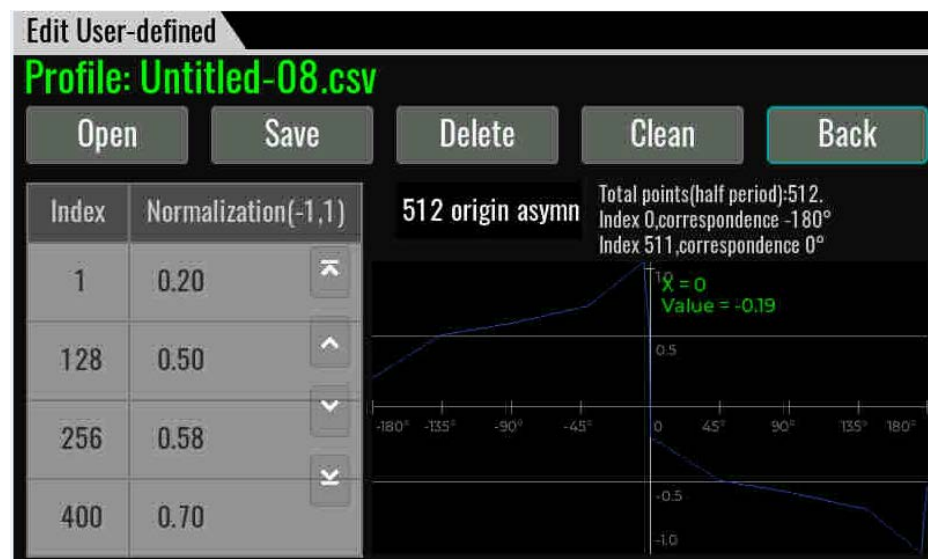 Edit User-defined
Profile: Untitled-08.csv
Open Save Delete Clean Back
Index Normalization(-1,1)
512 origin asymn
Total points(half period):512.
Index 0,correspondence -180°
Index 511,correspondence 0°
1 0.20
128 0.50
256 0.58
400 0.70
1.0
X = 0
Value = -0.19
0.5
-180° -135° -90° -45° 0 45° 90° 135° 180°
-0.5
-1.0